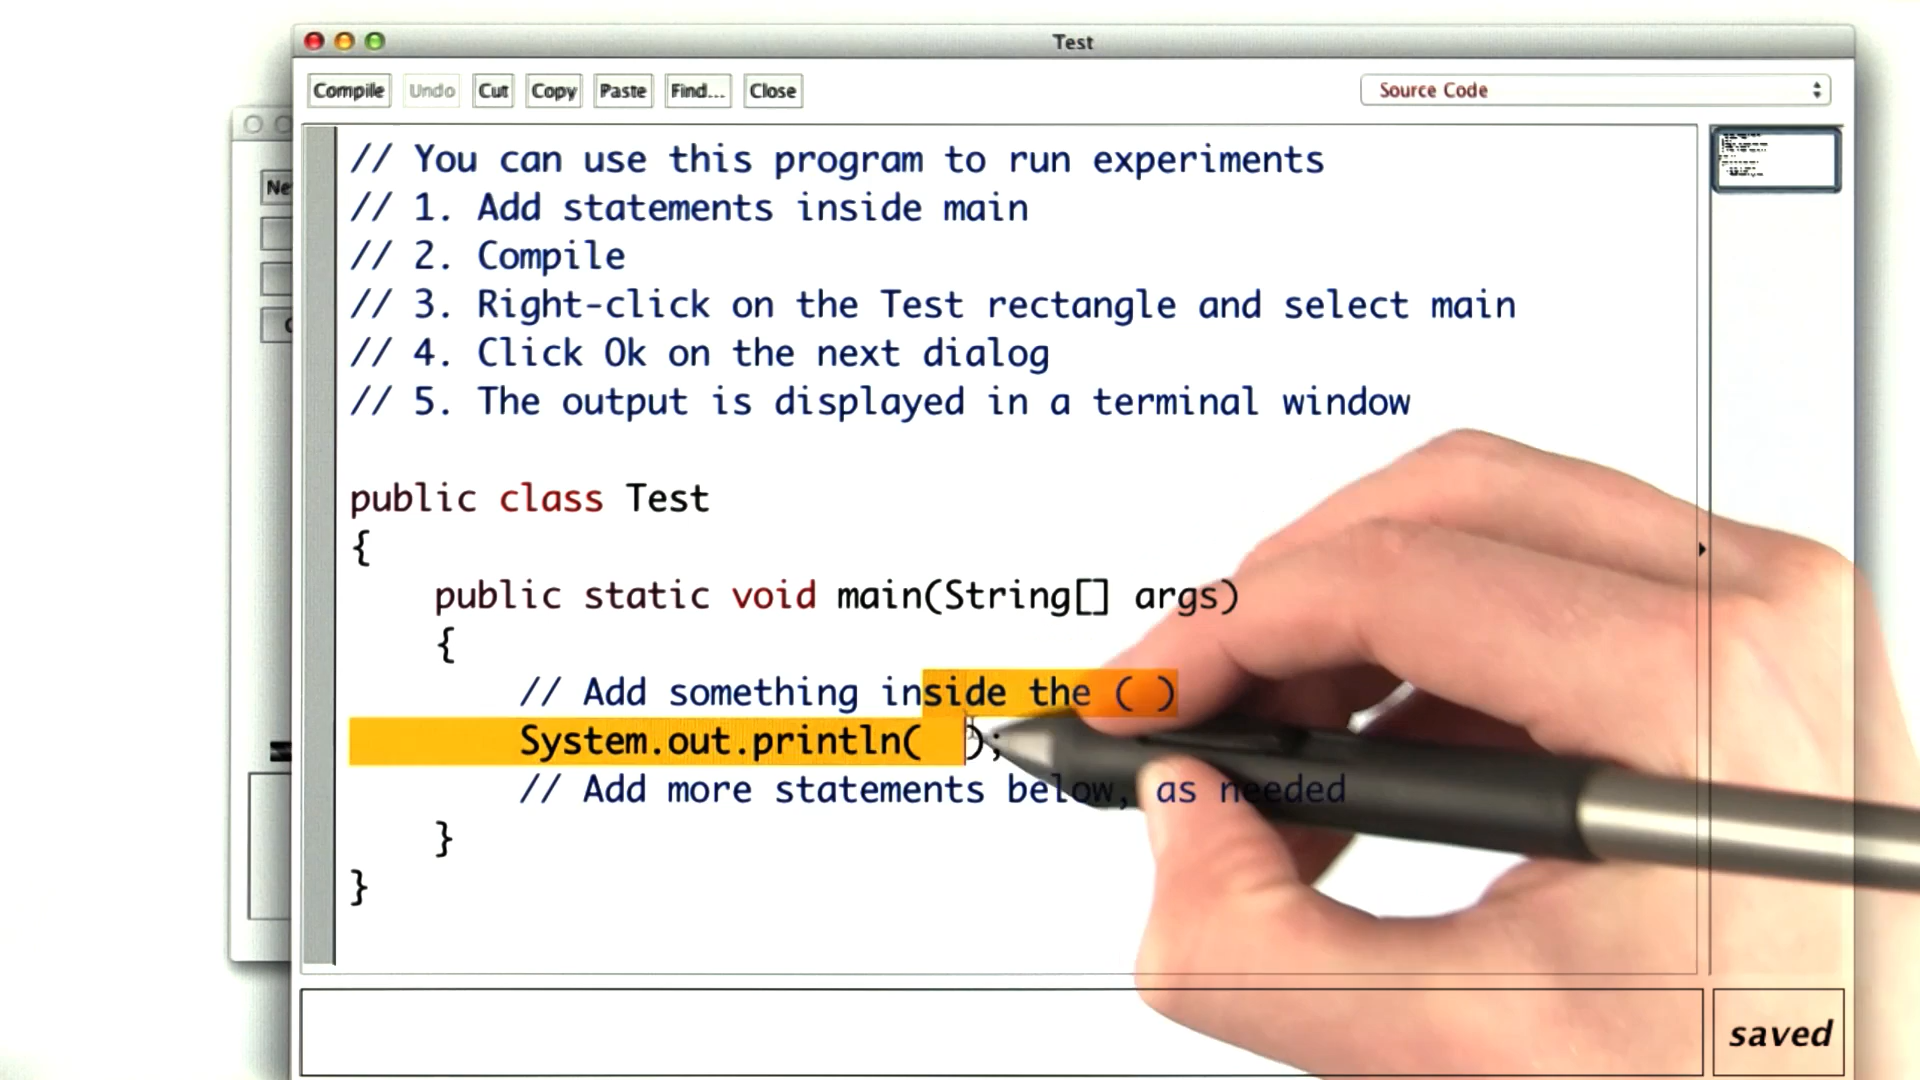 Test
Compile Undo Cut Copy Paste Find... Close Source Code
// You can use this program to run experiments
// 1. Add statements inside main
// 2. Compile
// 3. Right-click on the Test rectangle and select main
// 4. Click Ok on the next dialog
// 5. The output is displayed in a terminal window
public class Test
{
public static void main(String[] args)
{
// Add something inside the ( )
System.out.println( );
// Add more statements below, as needed
}
}
saved